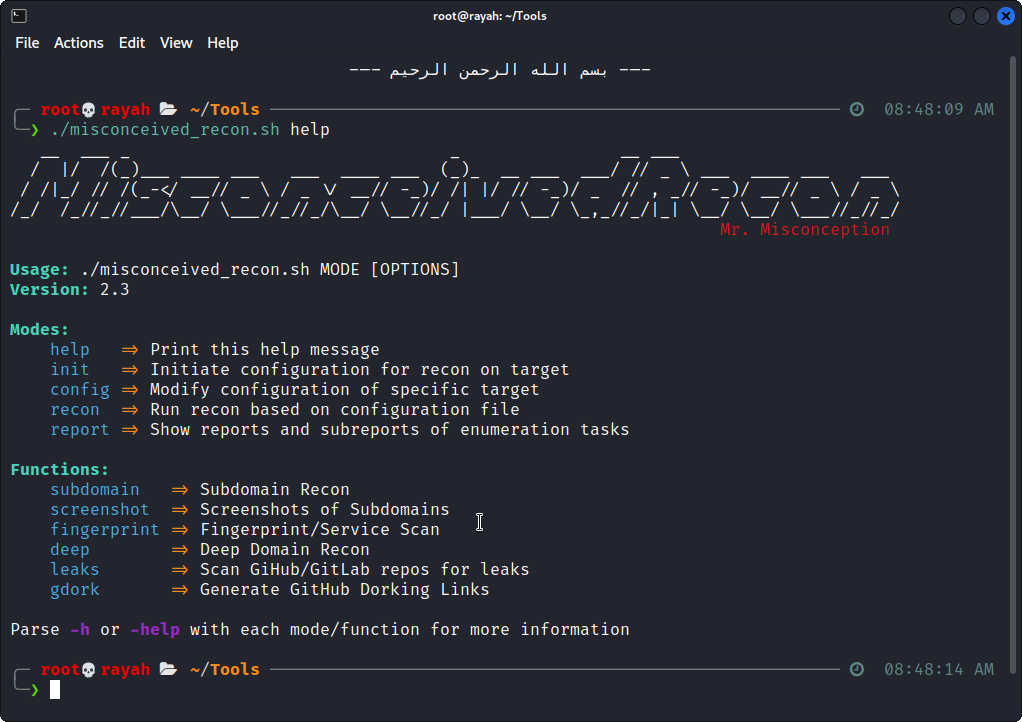 root@rayah: ~/Tools
File Actions Edit View Help
--- بسم الله الرحمن الرحيم ---
root rayah ~/Tools 08:48:09 AM
❯ ./misconceived_recon.sh help
MisconceivedRecon
Mr. Misconception
Usage: ./misconceived_recon.sh MODE [OPTIONS]
Version: 2.3
Modes:
help ⇒ Print this help message
init ⇒ Initiate configuration for recon on target
config ⇒ Modify configuration of specific target
recon ⇒ Run recon based on configuration file
report ⇒ Show reports and subreports of enumeration tasks
Functions:
subdomain ⇒ Subdomain Recon
screenshot ⇒ Screenshots of Subdomains
fingerprint ⇒ Fingerprint/Service Scan
deep ⇒ Deep Domain Recon
leaks ⇒ Scan GiHub/GitLab repos for leaks
gdork ⇒ Generate GitHub Dorking Links
Parse -h or -help with each mode/function for more information
root rayah ~/Tools 08:48:14 AM
❯